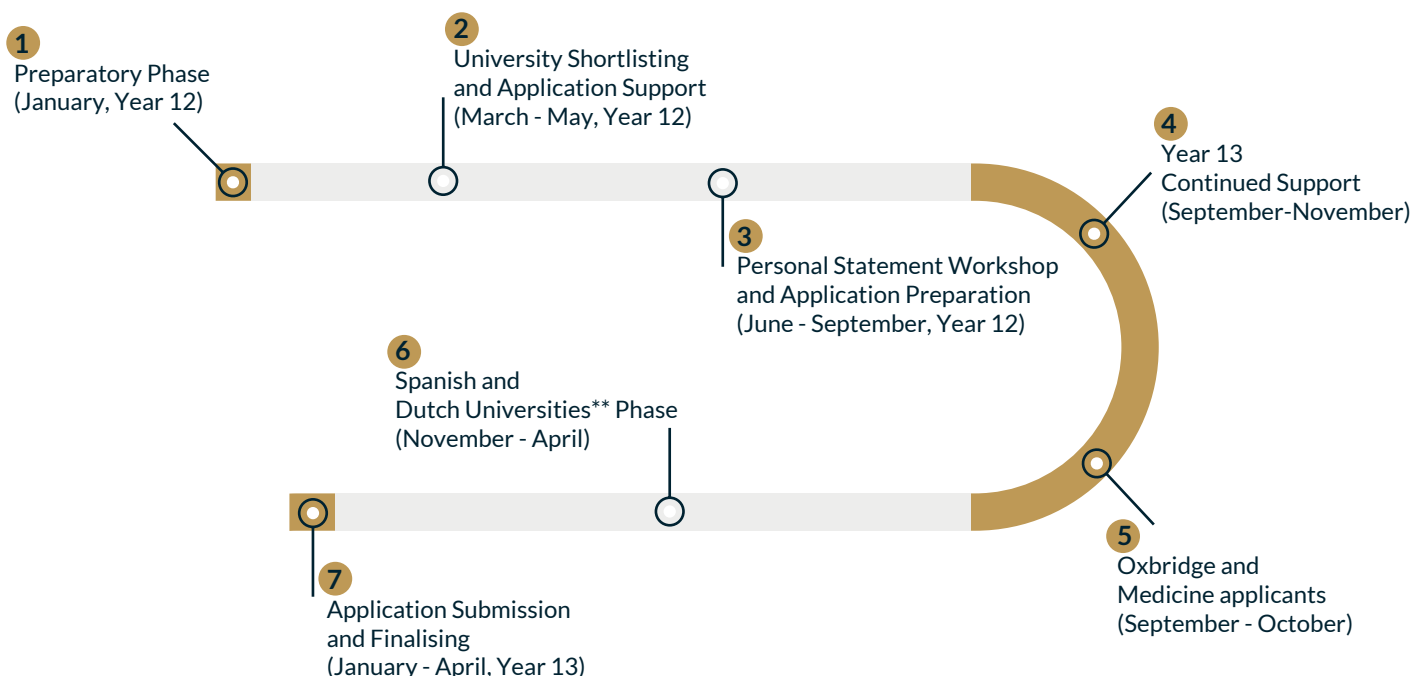 1
Preparatory Phase
(January, Year 12)
2
University Shortlisting
and Application Support
(March - May, Year 12)
3
Personal Statement Workshop
and Application Preparation
(June - September, Year 12)
4
Year 13
Continued Support
(September-November)
5
Oxbridge and
Medicine applicants
(September - October)
6
Spanish and
Dutch Universities** Phase
(November - April)
7
Application Submission
and Finalising
(January - April, Year 13)